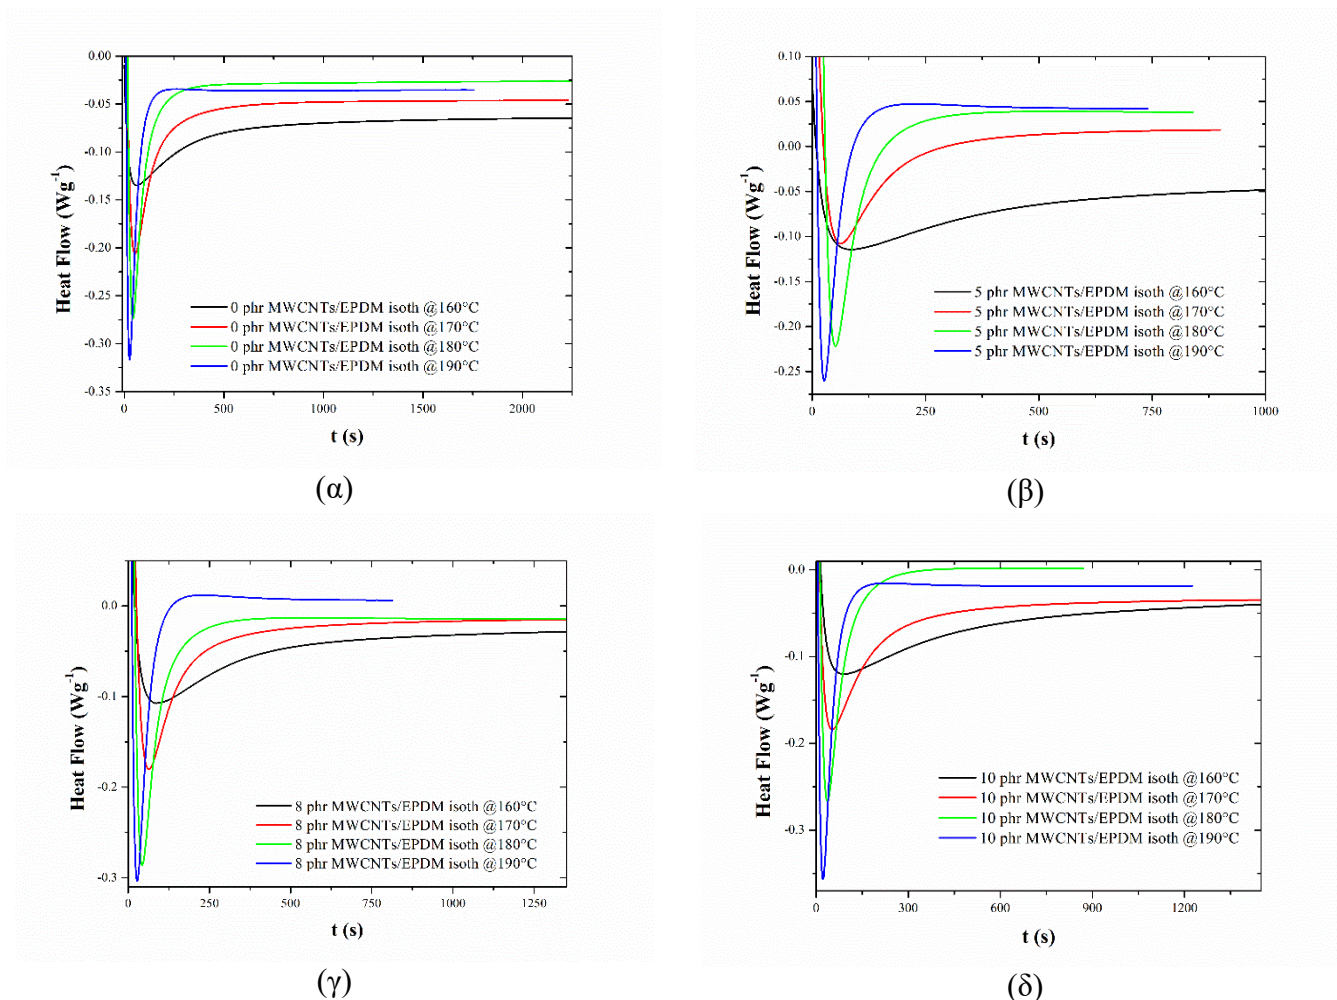 0.00
-0.05
-0.10
-0.15
-0.20
-0.25
-0.30
-0.35
Heat Flow (Wg⁻¹)
0 phr MWCNTs/EPDM isoth @160°C
0 phr MWCNTs/EPDM isoth @170°C
0 phr MWCNTs/EPDM isoth @180°C
0 phr MWCNTs/EPDM isoth @190°C
0 500 1000 1500 2000
t (s)
(α)
0.10
0.05
0.00
-0.05
-0.10
-0.15
-0.20
-0.25
Heat Flow (Wg⁻¹)
5 phr MWCNTs/EPDM isoth @160°C
5 phr MWCNTs/EPDM isoth @170°C
5 phr MWCNTs/EPDM isoth @180°C
5 phr MWCNTs/EPDM isoth @190°C
0 250 500 750 1000
t (s)
(β)
0.0
-0.1
-0.2
-0.3
Heat Flow (Wg⁻¹)
8 phr MWCNTs/EPDM isoth @160°C
8 phr MWCNTs/EPDM isoth @170°C
8 phr MWCNTs/EPDM isoth @180°C
8 phr MWCNTs/EPDM isoth @190°C
0 250 500 750 1000 1250
t (s)
(γ)
0.0
-0.1
-0.2
-0.3
Heat Flow (Wg⁻¹)
10 phr MWCNTs/EPDM isoth @160°C
10 phr MWCNTs/EPDM isoth @170°C
10 phr MWCNTs/EPDM isoth @180°C
10 phr MWCNTs/EPDM isoth @190°C
0 300 600 900 1200
t (s)
(δ)